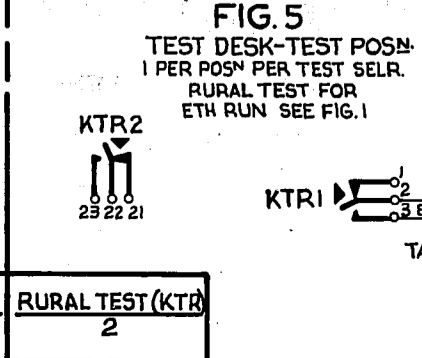 FIG. 5
TEST DESK-TEST POSN.
1 PER POSN PER TEST SELR.
RURAL TEST FOR
ETH RUN SEE FIG. 1
KTR2
23 22 21
KTR1
1
2
3
RURAL TEST (KTR)
2